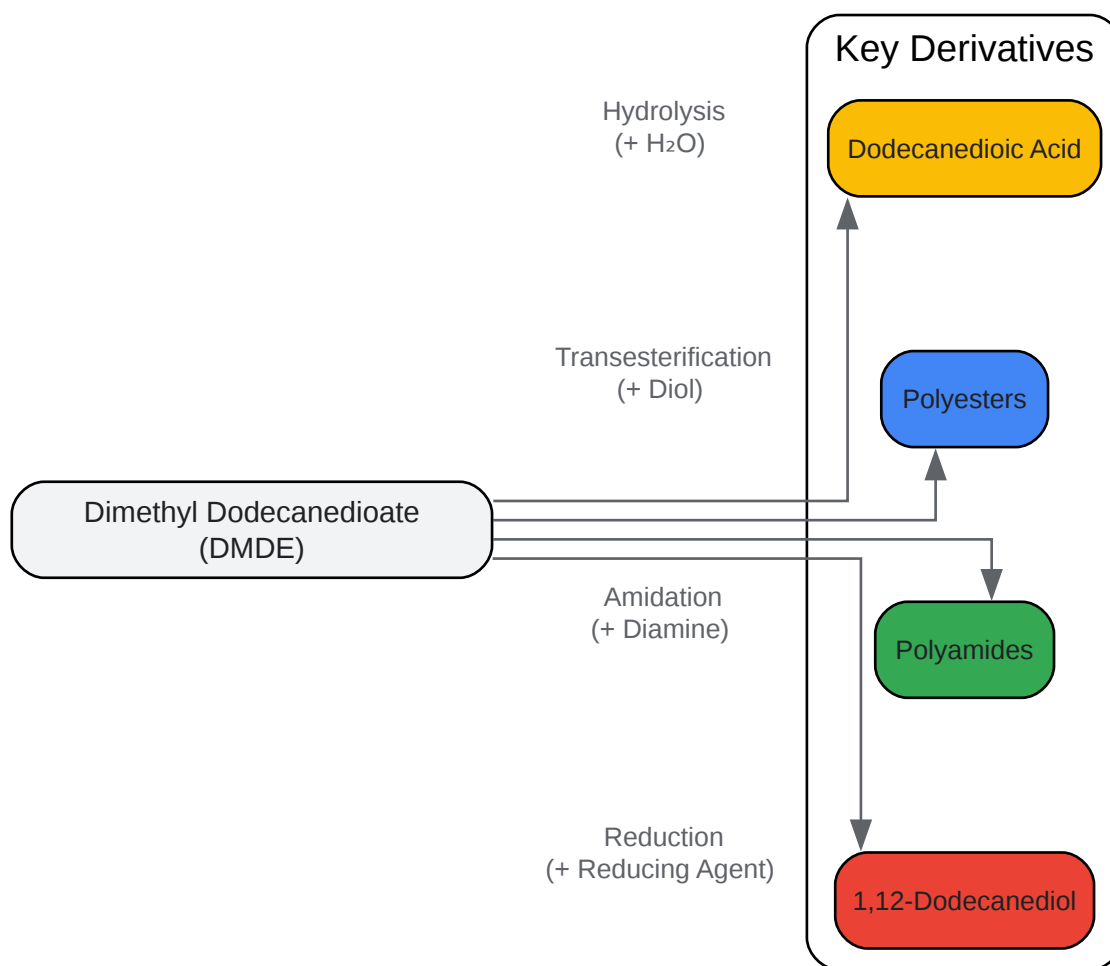 Key Derivatives
Hydrolysis
(+ H₂O)
Dodecanedioic Acid
Transesterification
(+ Diol)
Polyesters
Dimethyl Dodecanedioate
(DMDE)
Amidation
(+ Diamine)
Polyamides
Reduction
(+ Reducing Agent)
1,12-Dodecanediol